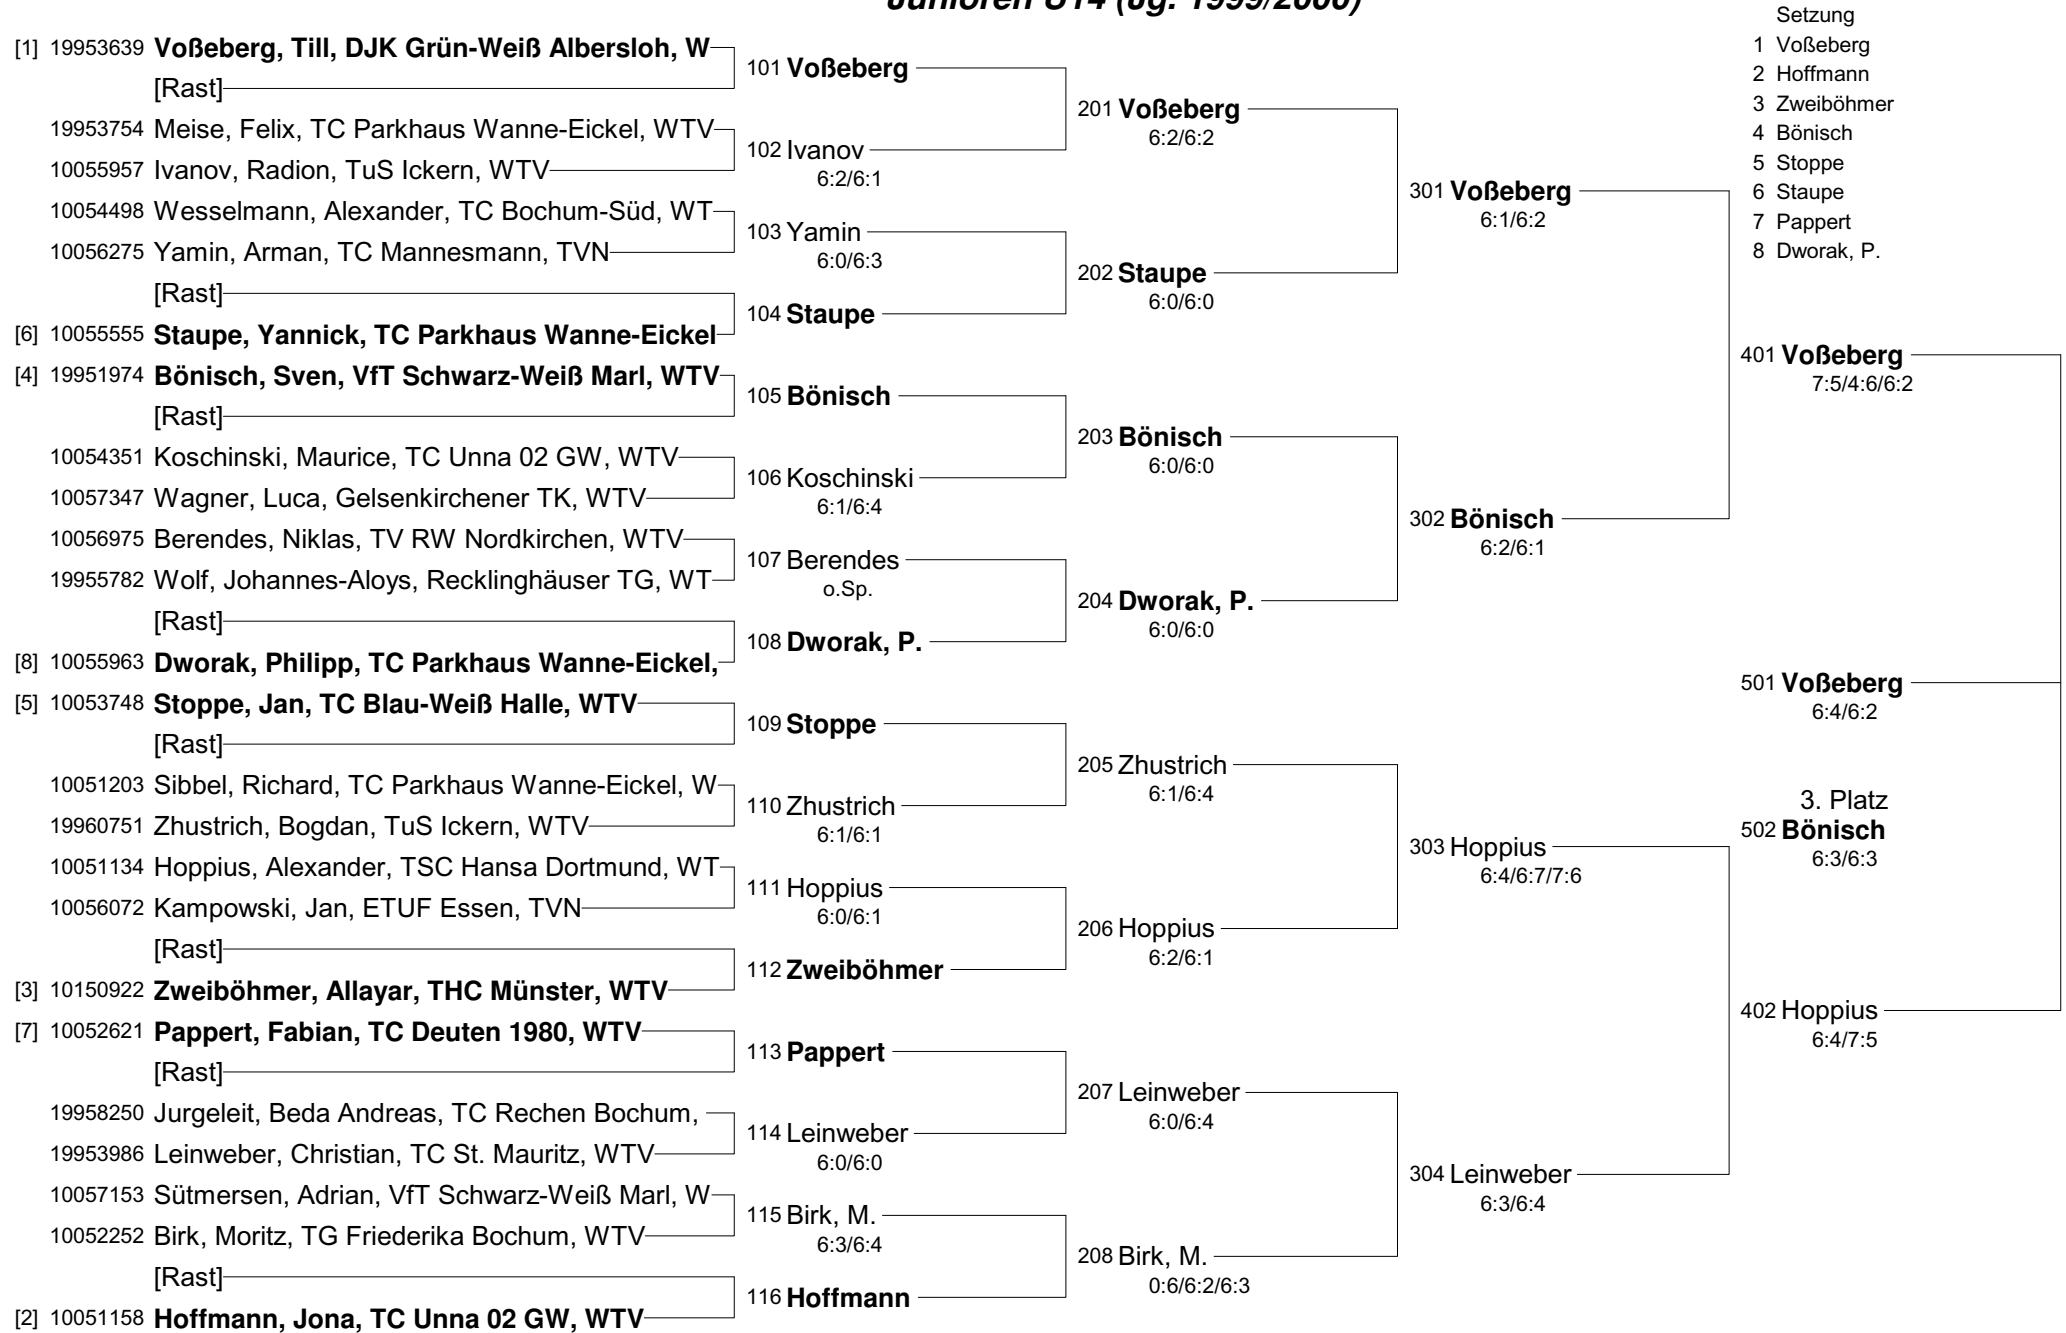 Junioren U14 (Jg. 1999/2000)
Setzung
1 Voßeberg
2 Hoffmann
3 Zweiböhmer
4 Bönisch
5 Stoppe
6 Staupe
7 Pappert
8 Dworak, P.
[1] 19953639 Voßeberg, Till, DJK Grün-Weiß Albersloh, W
[Rast]
19953754 Meise, Felix, TC Parkhaus Wanne-Eickel, WTV
10055957 Ivanov, Radion, TuS Ickern, WTV
10054498 Wesselmann, Alexander, TC Bochum-Süd, WT
10056275 Yamin, Arman, TC Mannesmann, TVN
[Rast]
[6] 10055555 Staupe, Yannick, TC Parkhaus Wanne-Eickel
[4] 19951974 Bönisch, Sven, VfT Schwarz-Weiß Marl, WTV
[Rast]
10054351 Koschinski, Maurice, TC Unna 02 GW, WTV
10057347 Wagner, Luca, Gelsenkirchener TK, WTV
10056975 Berendes, Niklas, TV RW Nordkirchen, WTV
19955782 Wolf, Johannes-Aloys, Recklinghäuser TG, WT
[Rast]
[8] 10055963 Dworak, Philipp, TC Parkhaus Wanne-Eickel,
[5] 10053748 Stoppe, Jan, TC Blau-Weiß Halle, WTV
[Rast]
10051203 Sibbel, Richard, TC Parkhaus Wanne-Eickel, W
19960751 Zhustrich, Bogdan, TuS Ickern, WTV
10051134 Hoppius, Alexander, TSC Hansa Dortmund, WT
10056072 Kampowski, Jan, ETUF Essen, TVN
[Rast]
[3] 10150922 Zweiböhmer, Allayar, THC Münster, WTV
[7] 10052621 Pappert, Fabian, TC Deuten 1980, WTV
[Rast]
19958250 Jurgeleit, Beda Andreas, TC Rechen Bochum,
19953986 Leinweber, Christian, TC St. Mauritz, WTV
10057153 Sütmersen, Adrian, VfT Schwarz-Weiß Marl, W
10052252 Birk, Moritz, TG Friederika Bochum, WTV
[Rast]
[2] 10051158 Hoffmann, Jona, TC Unna 02 GW, WTV
101 Voßeberg
102 Ivanov
6:2/6:1
103 Yamin
6:0/6:3
104 Staupe
105 Bönisch
106 Koschinski
6:1/6:4
107 Berendes
o.Sp.
108 Dworak, P.
109 Stoppe
110 Zhustrich
6:1/6:1
111 Hoppius
6:0/6:1
112 Zweiböhmer
113 Pappert
114 Leinweber
6:0/6:0
115 Birk, M.
6:3/6:4
116 Hoffmann
201 Voßeberg
6:2/6:2
202 Staupe
6:0/6:0
203 Bönisch
6:0/6:0
204 Dworak, P.
6:0/6:0
205 Zhustrich
6:1/6:4
206 Hoppius
6:2/6:1
207 Leinweber
6:0/6:4
208 Birk, M.
0:6/6:2/6:3
301 Voßeberg
6:1/6:2
302 Bönisch
6:2/6:1
303 Hoppius
6:4/6:7/7:6
304 Leinweber
6:3/6:4
401 Voßeberg
7:5/4:6/6:2
501 Voßeberg
6:4/6:2
3. Platz
502 Bönisch
6:3/6:3
402 Hoppius
6:4/7:5